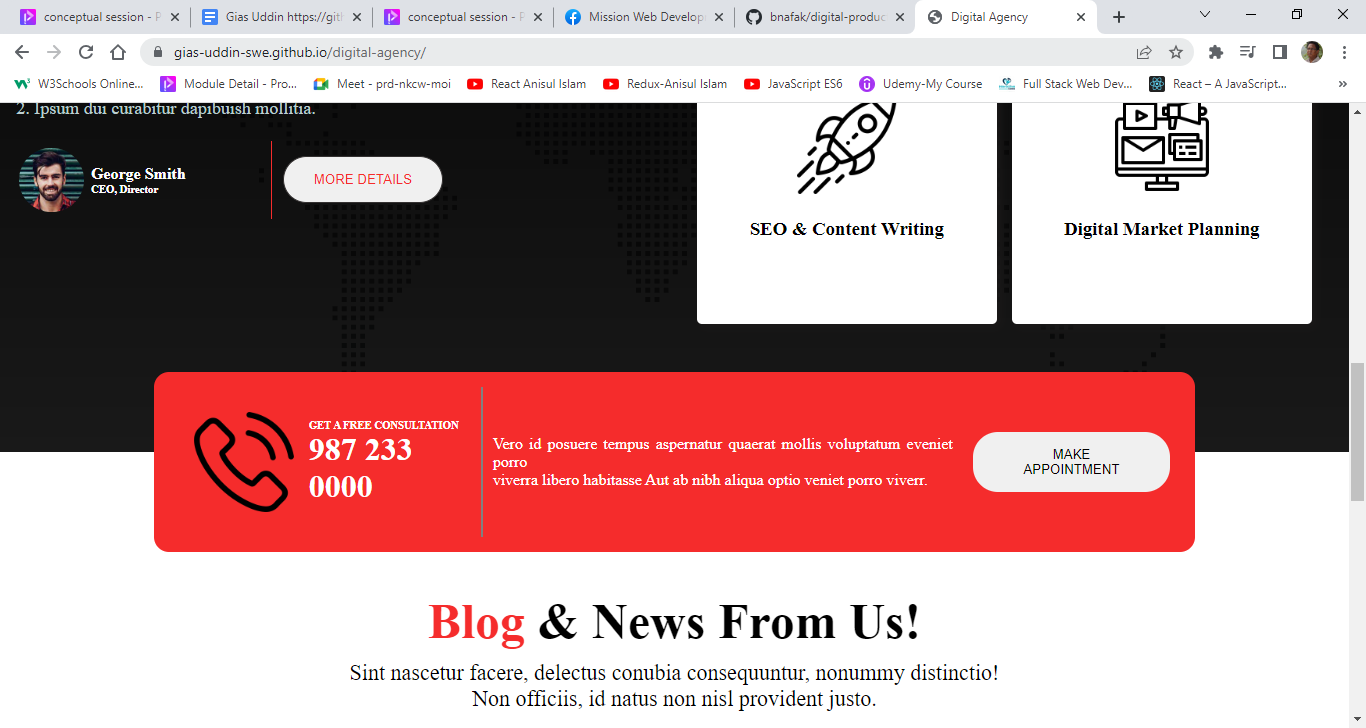 conceptual session - P
Gias Uddin https://gith
conceptual session - P
Mission Web Develop
bnafak/digital-produc
Digital Agency
gias-uddin-swe.github.io/digital-agency/
W3Schools Online...
Module Detail - Pro...
Meet - prd-nkcw-moi
React Anisul Islam
Redux-Anisul Islam
JavaScript ES6
Udemy-My Course
Full Stack Web Dev...
React – A JavaScript...
2. Ipsum dui curabitur dapibuish mollitia.
George Smith
CEO, Director
MORE DETAILS
SEO & Content Writing
Digital Market Planning
GET A FREE CONSULTATION
987 233
0000
Vero id posuere tempus aspernatur quaerat mollis voluptatum eveniet
porro
viverra libero habitasse Aut ab nibh aliqua optio veniet porro viverr.
MAKE
APPOINTMENT
Blog & News From Us!
Sint nascetur facere, delectus conubia consequuntur, nonummy distinctio!
Non officiis, id natus non nisl provident justo.